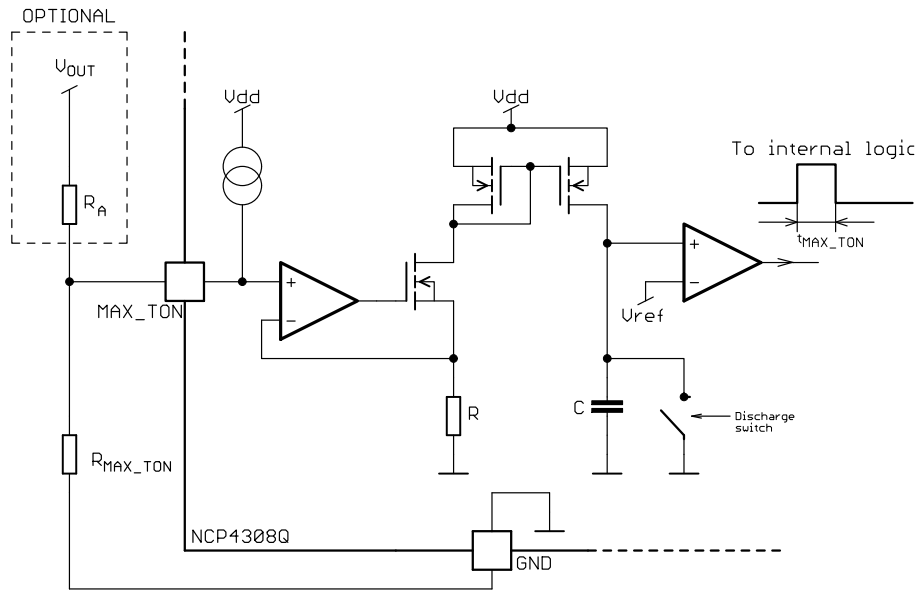 OPTIONAL
VOUT
RA
Vdd
Vdd
To internal logic
tMAX_TON
MAX_TON
+
−
+
−
Vref
R
C
Discharge
switch
RMAX_TON
NCP4308Q
GND